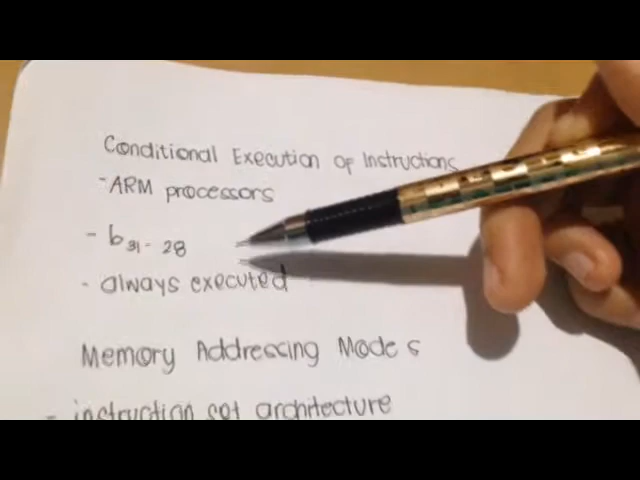 Conditional Execution of Instructions
- ARM processors
- b31-28
- always executed
Memory Addressing Modes
- instruction set architecture